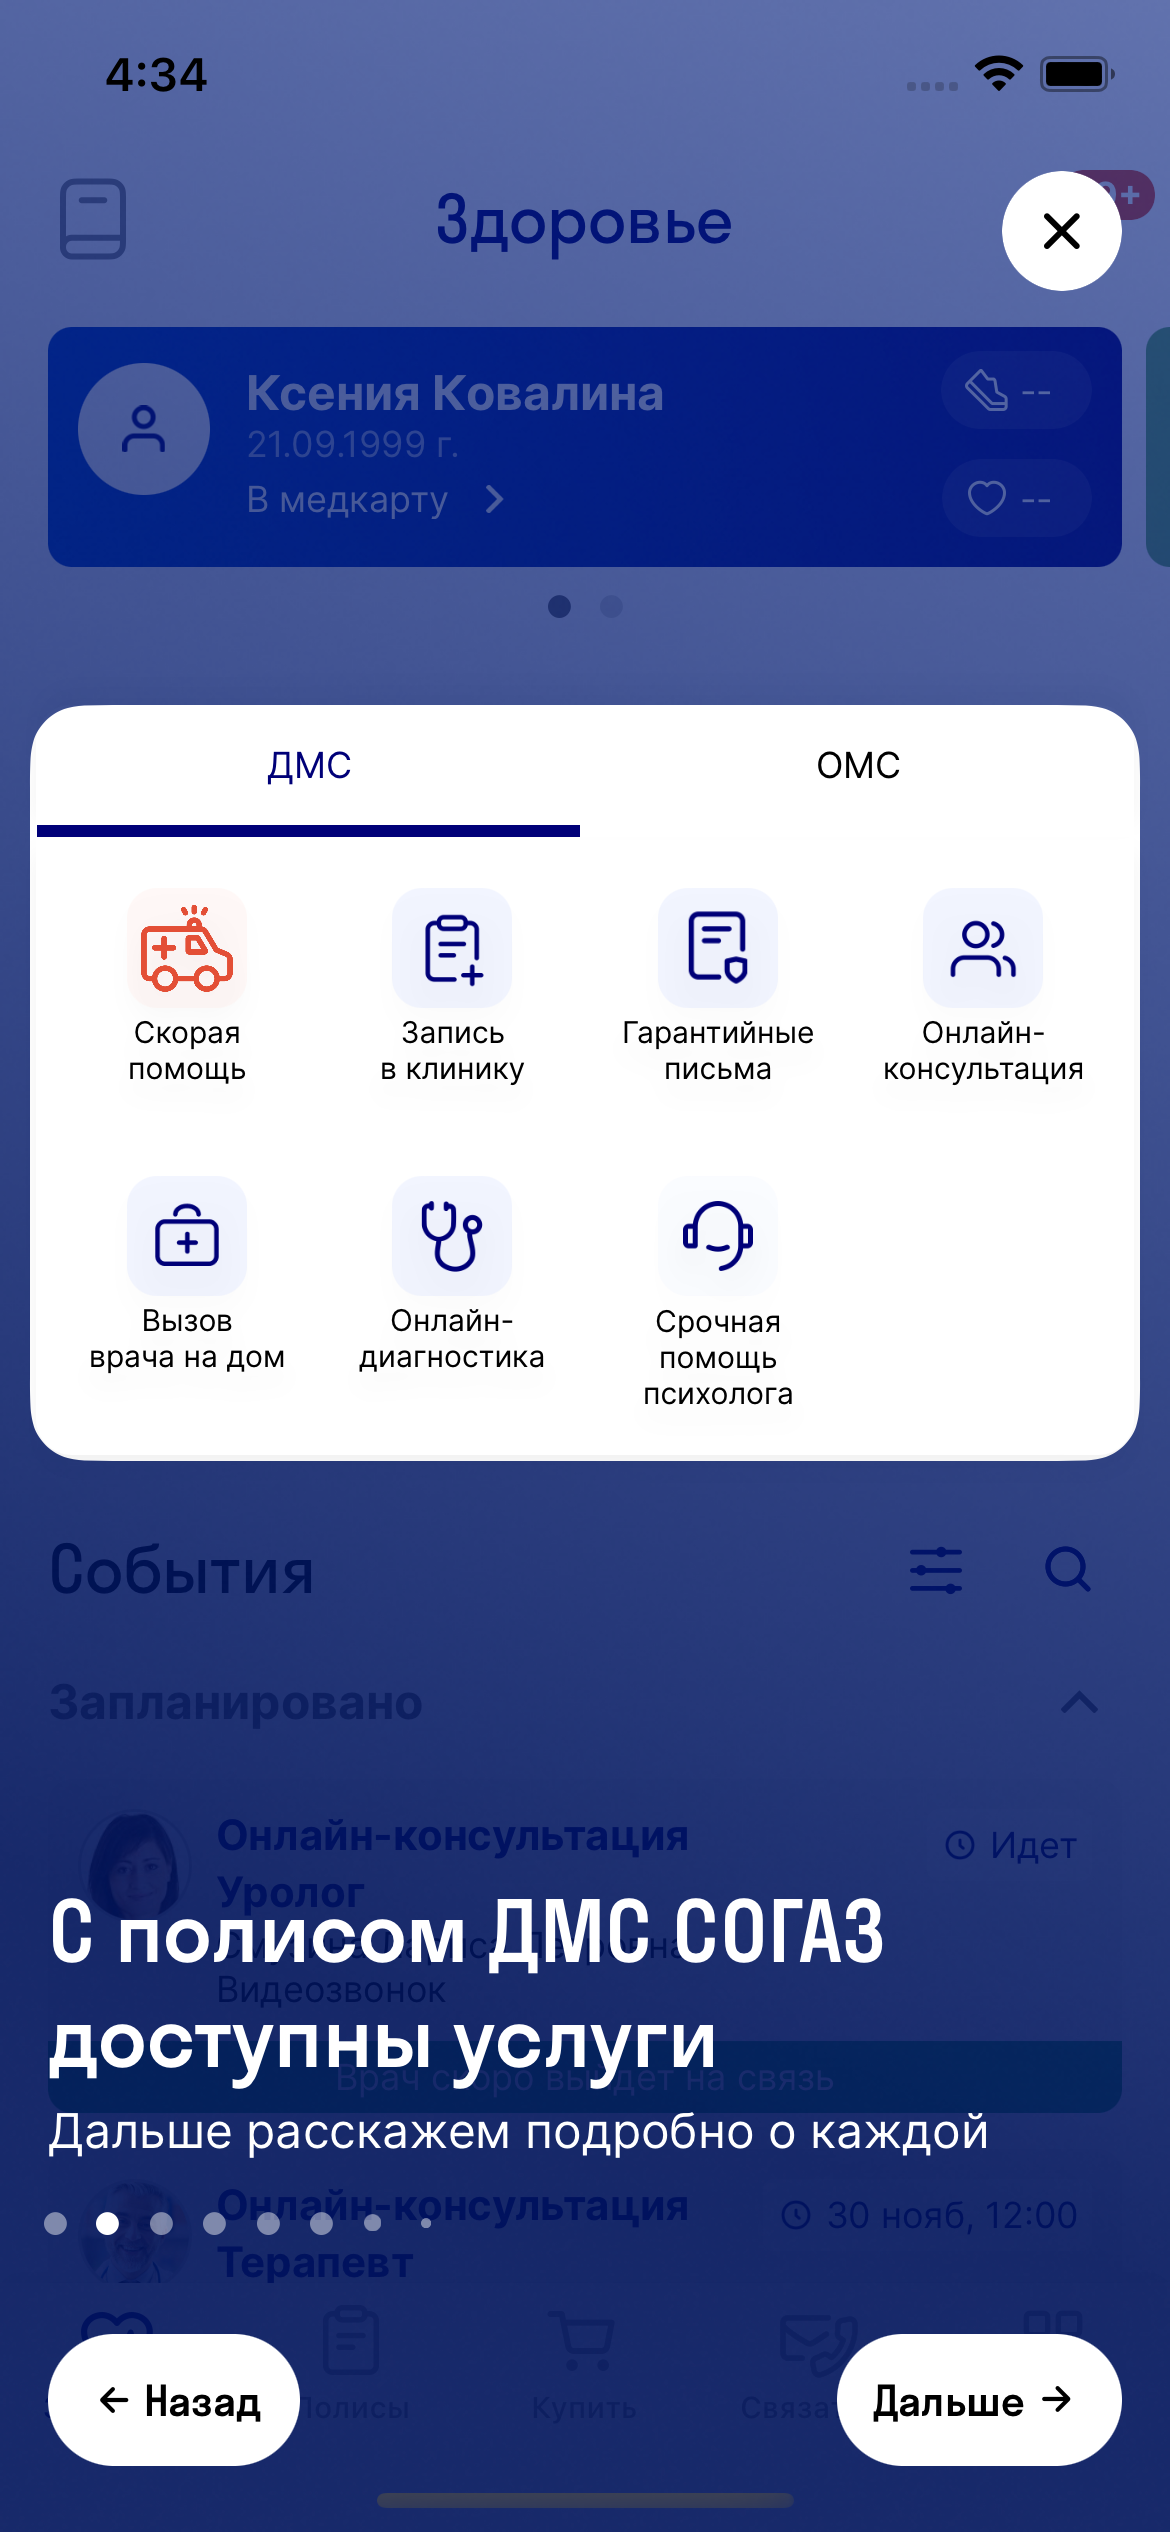 4:34
9+
Здоровье
Ксения Ковалина
21.09.1999 г.
В медкарту
--
--
ДМС
ОМС
Скорая
помощь
Запись
в клинику
Гарантийные
письма
Онлайн-
консультация
Вызов
врача на дом
Онлайн-
диагностика
Срочная
помощь
психолога
События
Запланировано
Онлайн-консультация
Идет
Уролог
С полисом ДМС СОГАЗ
Видеозвонок
доступны услуги
Врач скоро выйдет на связь
Дальше расскажем подробно о каждой
Онлайн-консультация
30 нояб, 12:00
Терапевт
← Назад
Купить
Дальше →